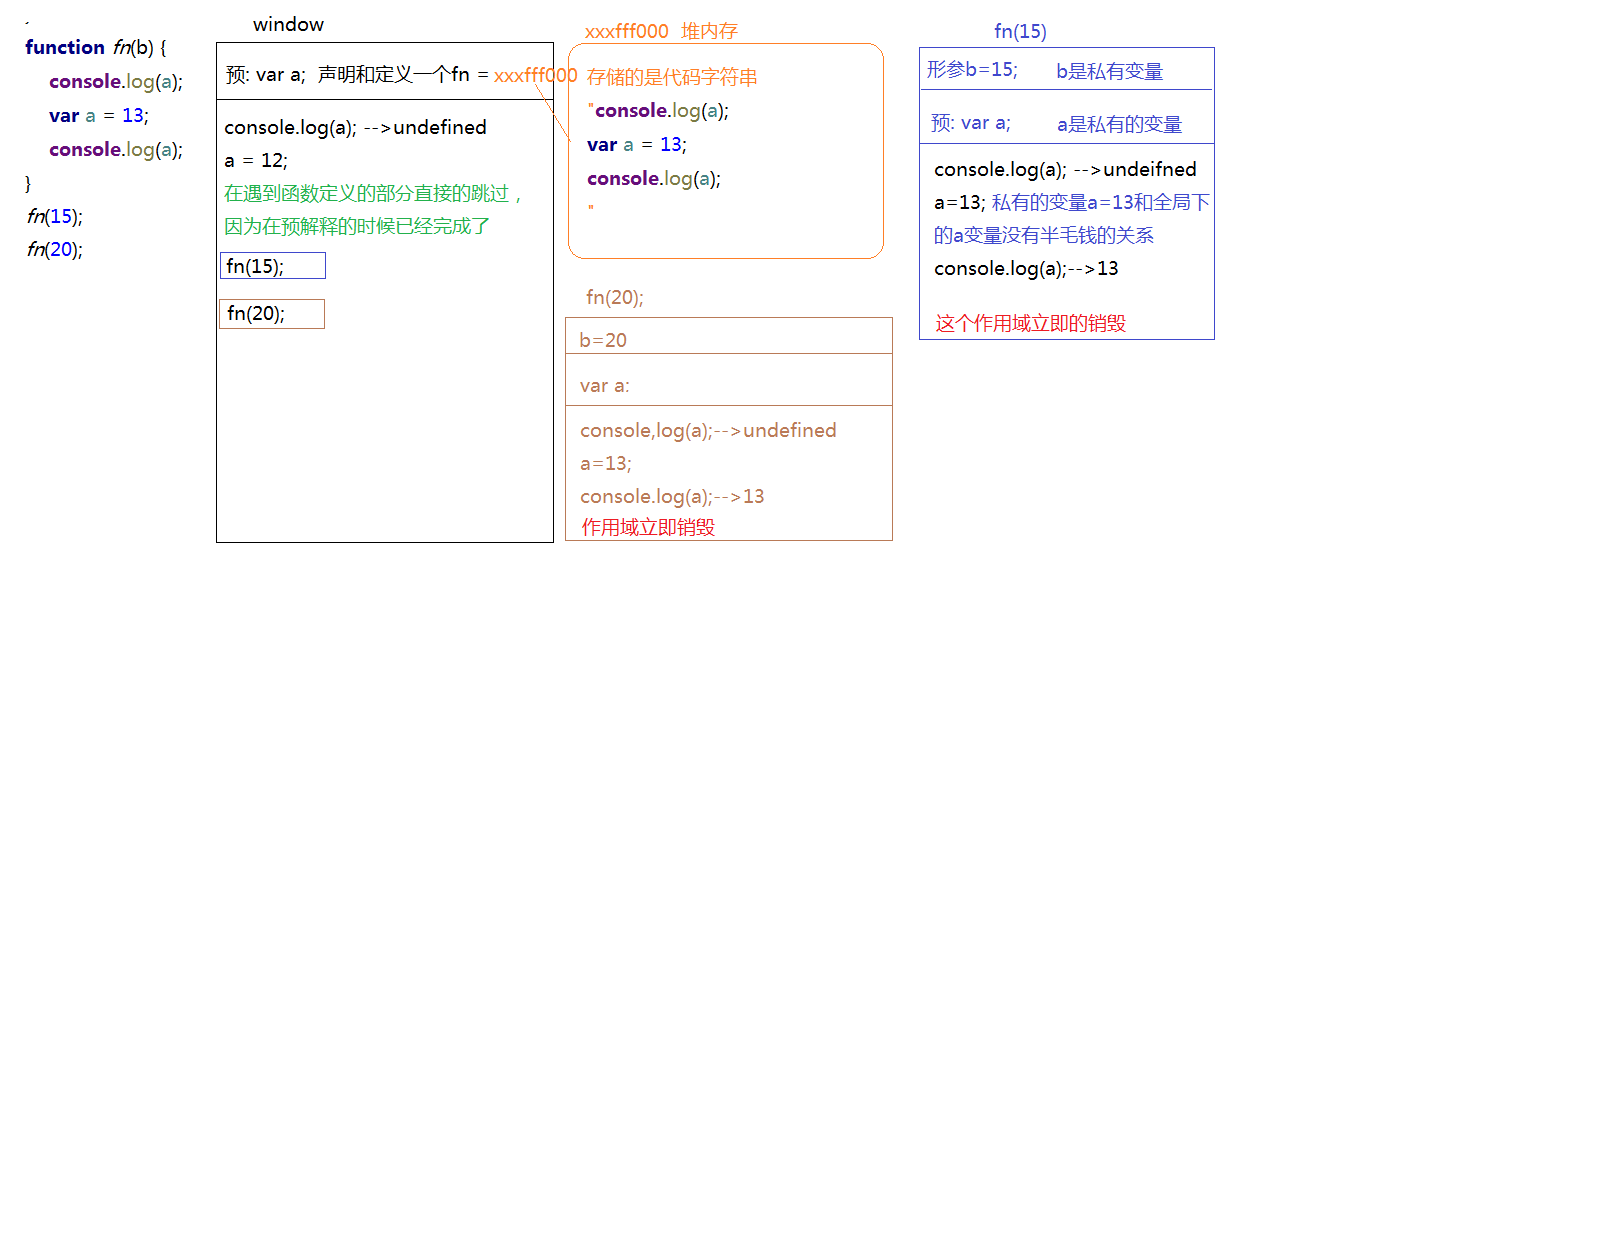 function fn(b) {
console.log(a);
var a = 13;
console.log(a);
}
fn(15);
fn(20);
window
预: var a; 声明和定义一个fn = xxxfff000
console.log(a); -->undefined
a = 12;
在遇到函数定义的部分直接的跳过，
因为在预解释的时候已经完成了
fn(15);
fn(20);
xxxfff000 堆内存
存储的是代码字符串
"console.log(a);
var a = 13;
console.log(a);
"
fn(20);
b=20
var a:
console,log(a);-->undefined
a=13;
console.log(a);-->13
作用域立即销毁
fn(15)
形参b=15; b是私有变量
预: var a; a是私有的变量
console.log(a); -->undeifned
a=13; 私有的变量a=13和全局下
的a变量没有半毛钱的关系
console.log(a);-->13
这个作用域立即的销毁